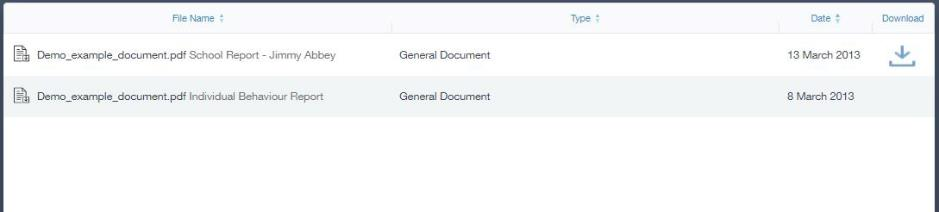 File Name Type Date Download
Demo_example_document.pdf School Report - Jimmy Abbey General Document 13 March 2013
Demo_example_document.pdf Individual Behaviour Report General Document 8 March 2013